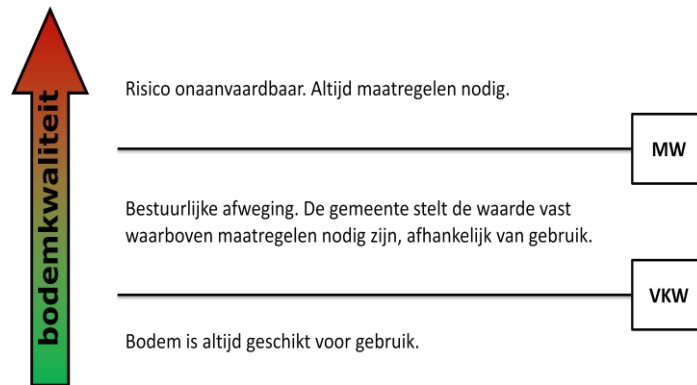 bodemkwaliteit
Risico onaanvaardbaar. Altijd maatregelen nodig.
MW
Bestuurlijke afweging. De gemeente stelt de waarde vast
waarboven maatregelen nodig zijn, afhankelijk van gebruik.
VKW
Bodem is altijd geschikt voor gebruik.